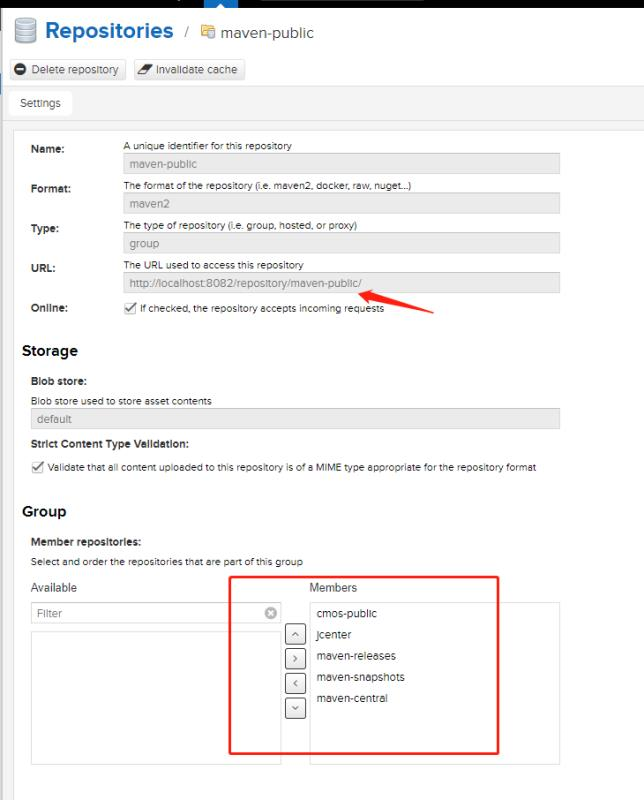 Repositories / maven-public
Delete repository Invalidate cache
Settings
Name: A unique identifier for this repository
maven-public
Format: The format of the repository (i.e. maven2, docker, raw, nuget...)
maven2
Type: The type of repository (i.e. group, hosted, or proxy)
group
URL: The URL used to access this repository
http://localhost:8082/repository/maven-public/
Online: If checked, the repository accepts incoming requests
Storage
Blob store:
Blob store used to store asset contents
default
Strict Content Type Validation:
Validate that all content uploaded to this repository is of a MIME type appropriate for the repository format
Group
Member repositories:
Select and order the repositories that are part of this group
Available Members
Filter
cmos-public
jcenter
maven-releases
maven-snapshots
maven-central